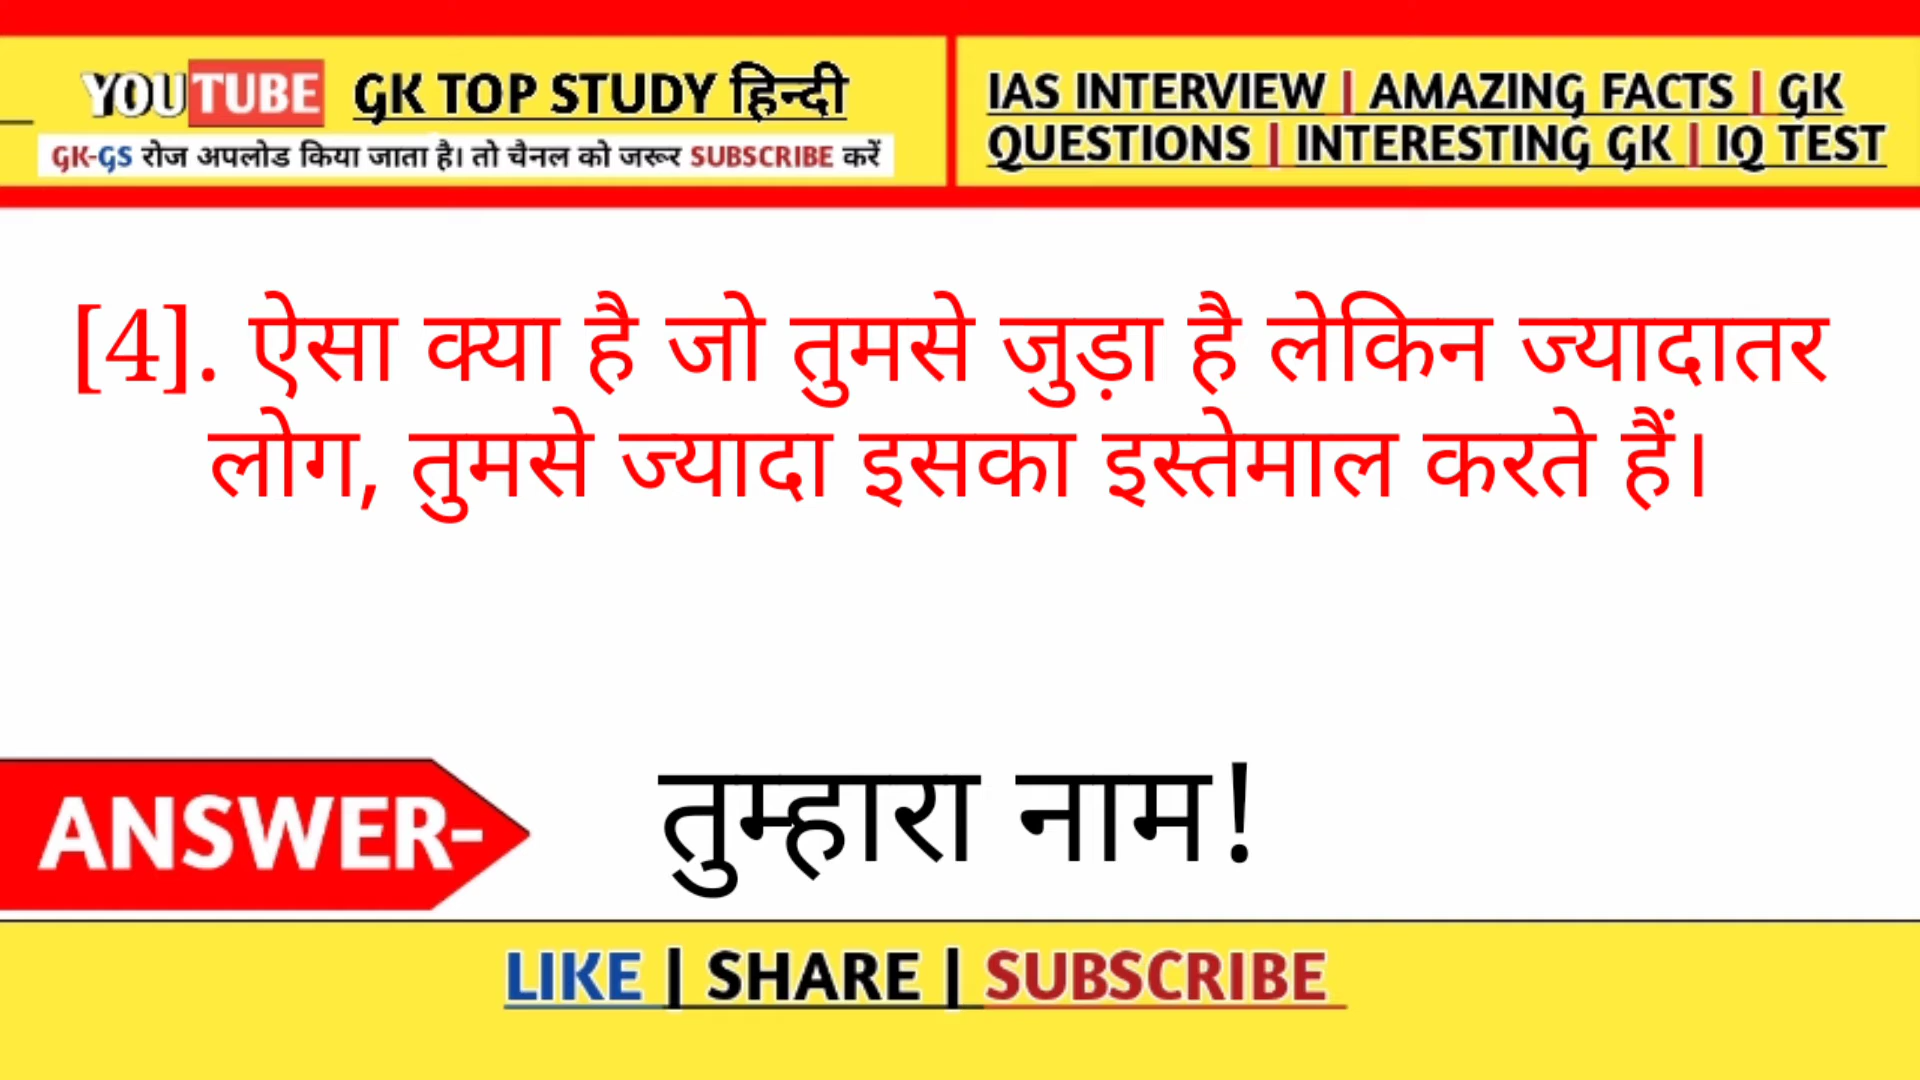 YOUTUBE GK TOP STUDY हिन्दी
GK-GS रोज अपलोड किया जाता है। तो चैनल को जरूर SUBSCRIBE करें
IAS INTERVIEW | AMAZING FACTS | GK
QUESTIONS | INTERESTING GK | IQ TEST
[4]. ऐसा क्या है जो तुमसे जुड़ा है लेकिन ज्यादातर
लोग, तुमसे ज्यादा इसका इस्तेमाल करते हैं।
ANSWER- तुम्हारा नाम!
LIKE | SHARE | SUBSCRIBE